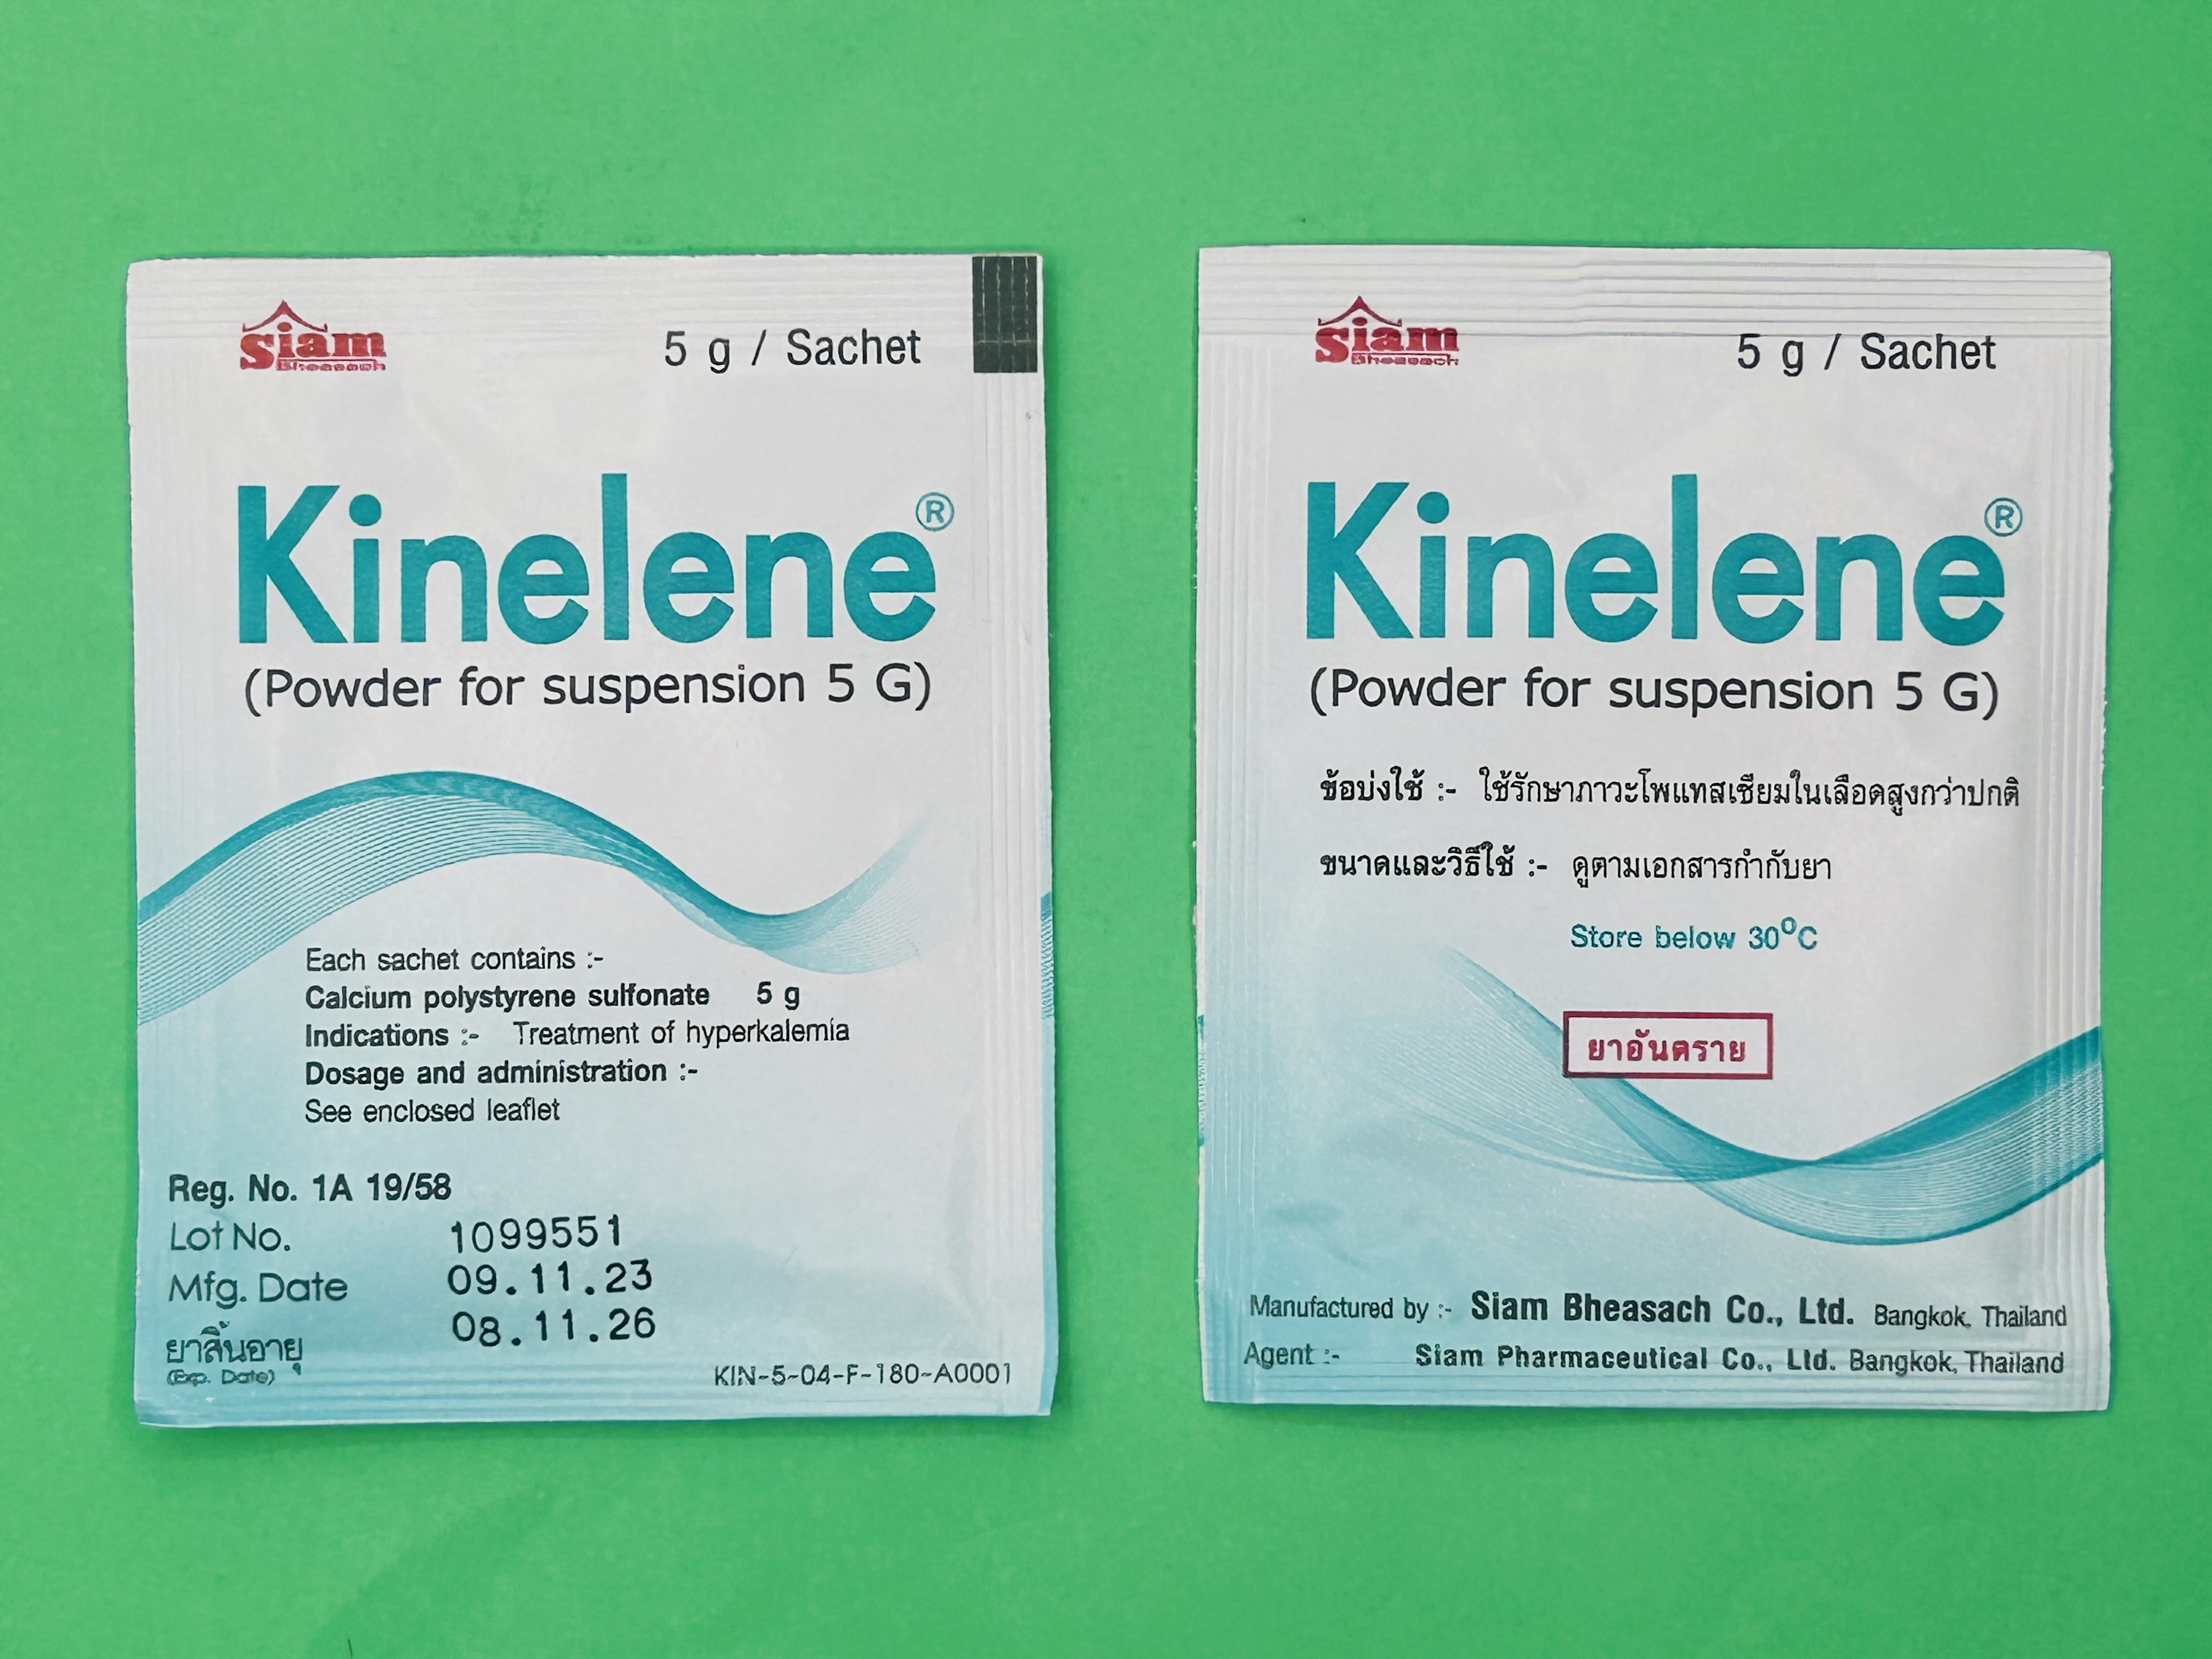 Siam
Bheasach
5 g / Sachet
Kinelene®
(Powder for suspension 5 G)
Each sachet contains :-
Calcium polystyrene sulfonate 5 g
Indications :- Treatment of hyperkalemia
Dosage and administration :-
See enclosed leaflet
Reg. No. 1A 19/58
Lot No. 1099551
Mfg. Date 09.11.23
ยาสิ้นอายุ 08.11.26
(Exp. Date)
KIN-5-04-F-180-A0001
Siam
Bheasach
5 g / Sachet
Kinelene®
(Powder for suspension 5 G)
ข้อบ่งใช้ :- ใช้รักษาภาวะโพแทสเซียมในเลือดสูงกว่าปกติ
ขนาดและวิธีใช้ :- ดูตามเอกสารกำกับยา
Store below 30°C
ยาอันตราย
Manufactured by :- Siam Bheasach Co., Ltd. Bangkok, Thailand
Agent :- Siam Pharmaceutical Co., Ltd. Bangkok, Thailand